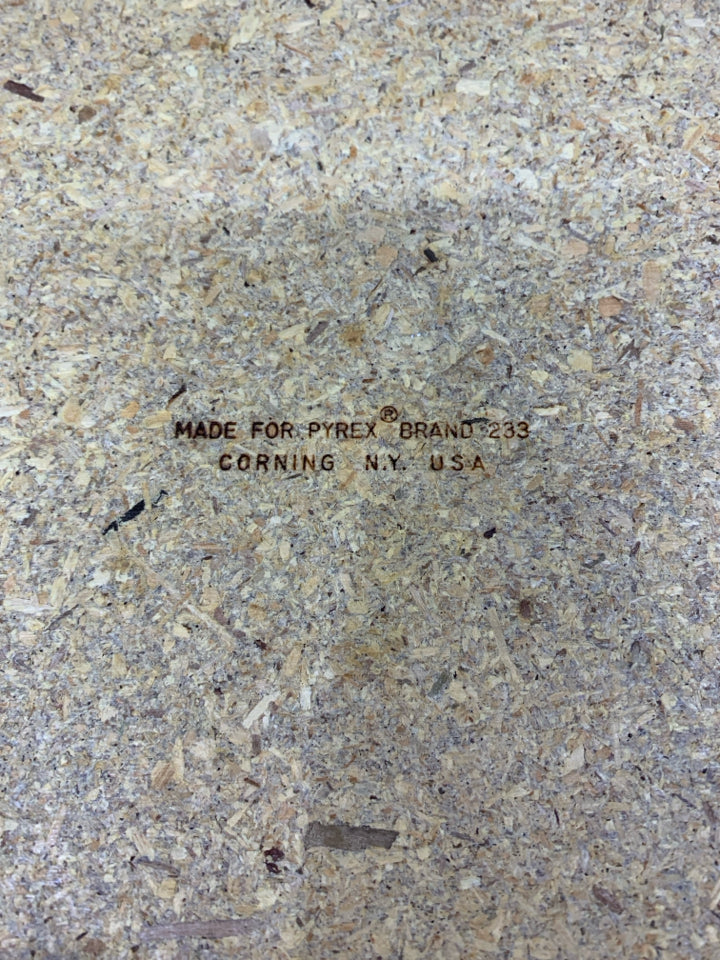 MADE FOR PYREX® BRAND 233
CORNING N.Y. USA